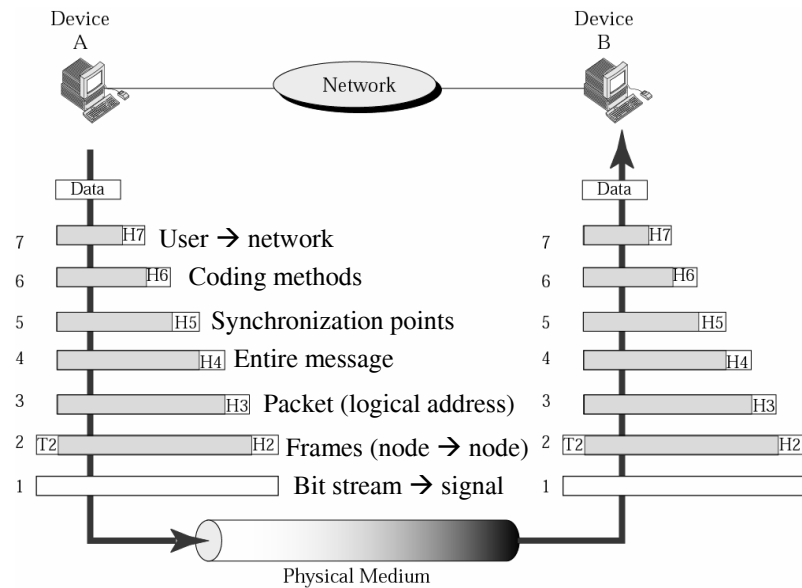 Device
A
Device
B
Network
Data
Data
7 H7 User → network 7 H7
6 H6 Coding methods 6 H6
5 H5 Synchronization points 5 H5
4 H4 Entire message 4 H4
3 H3 Packet (logical address) 3 H3
2 T2 H2 Frames (node → node) 2 T2 H2
1 Bit stream → signal 1
Physical Medium